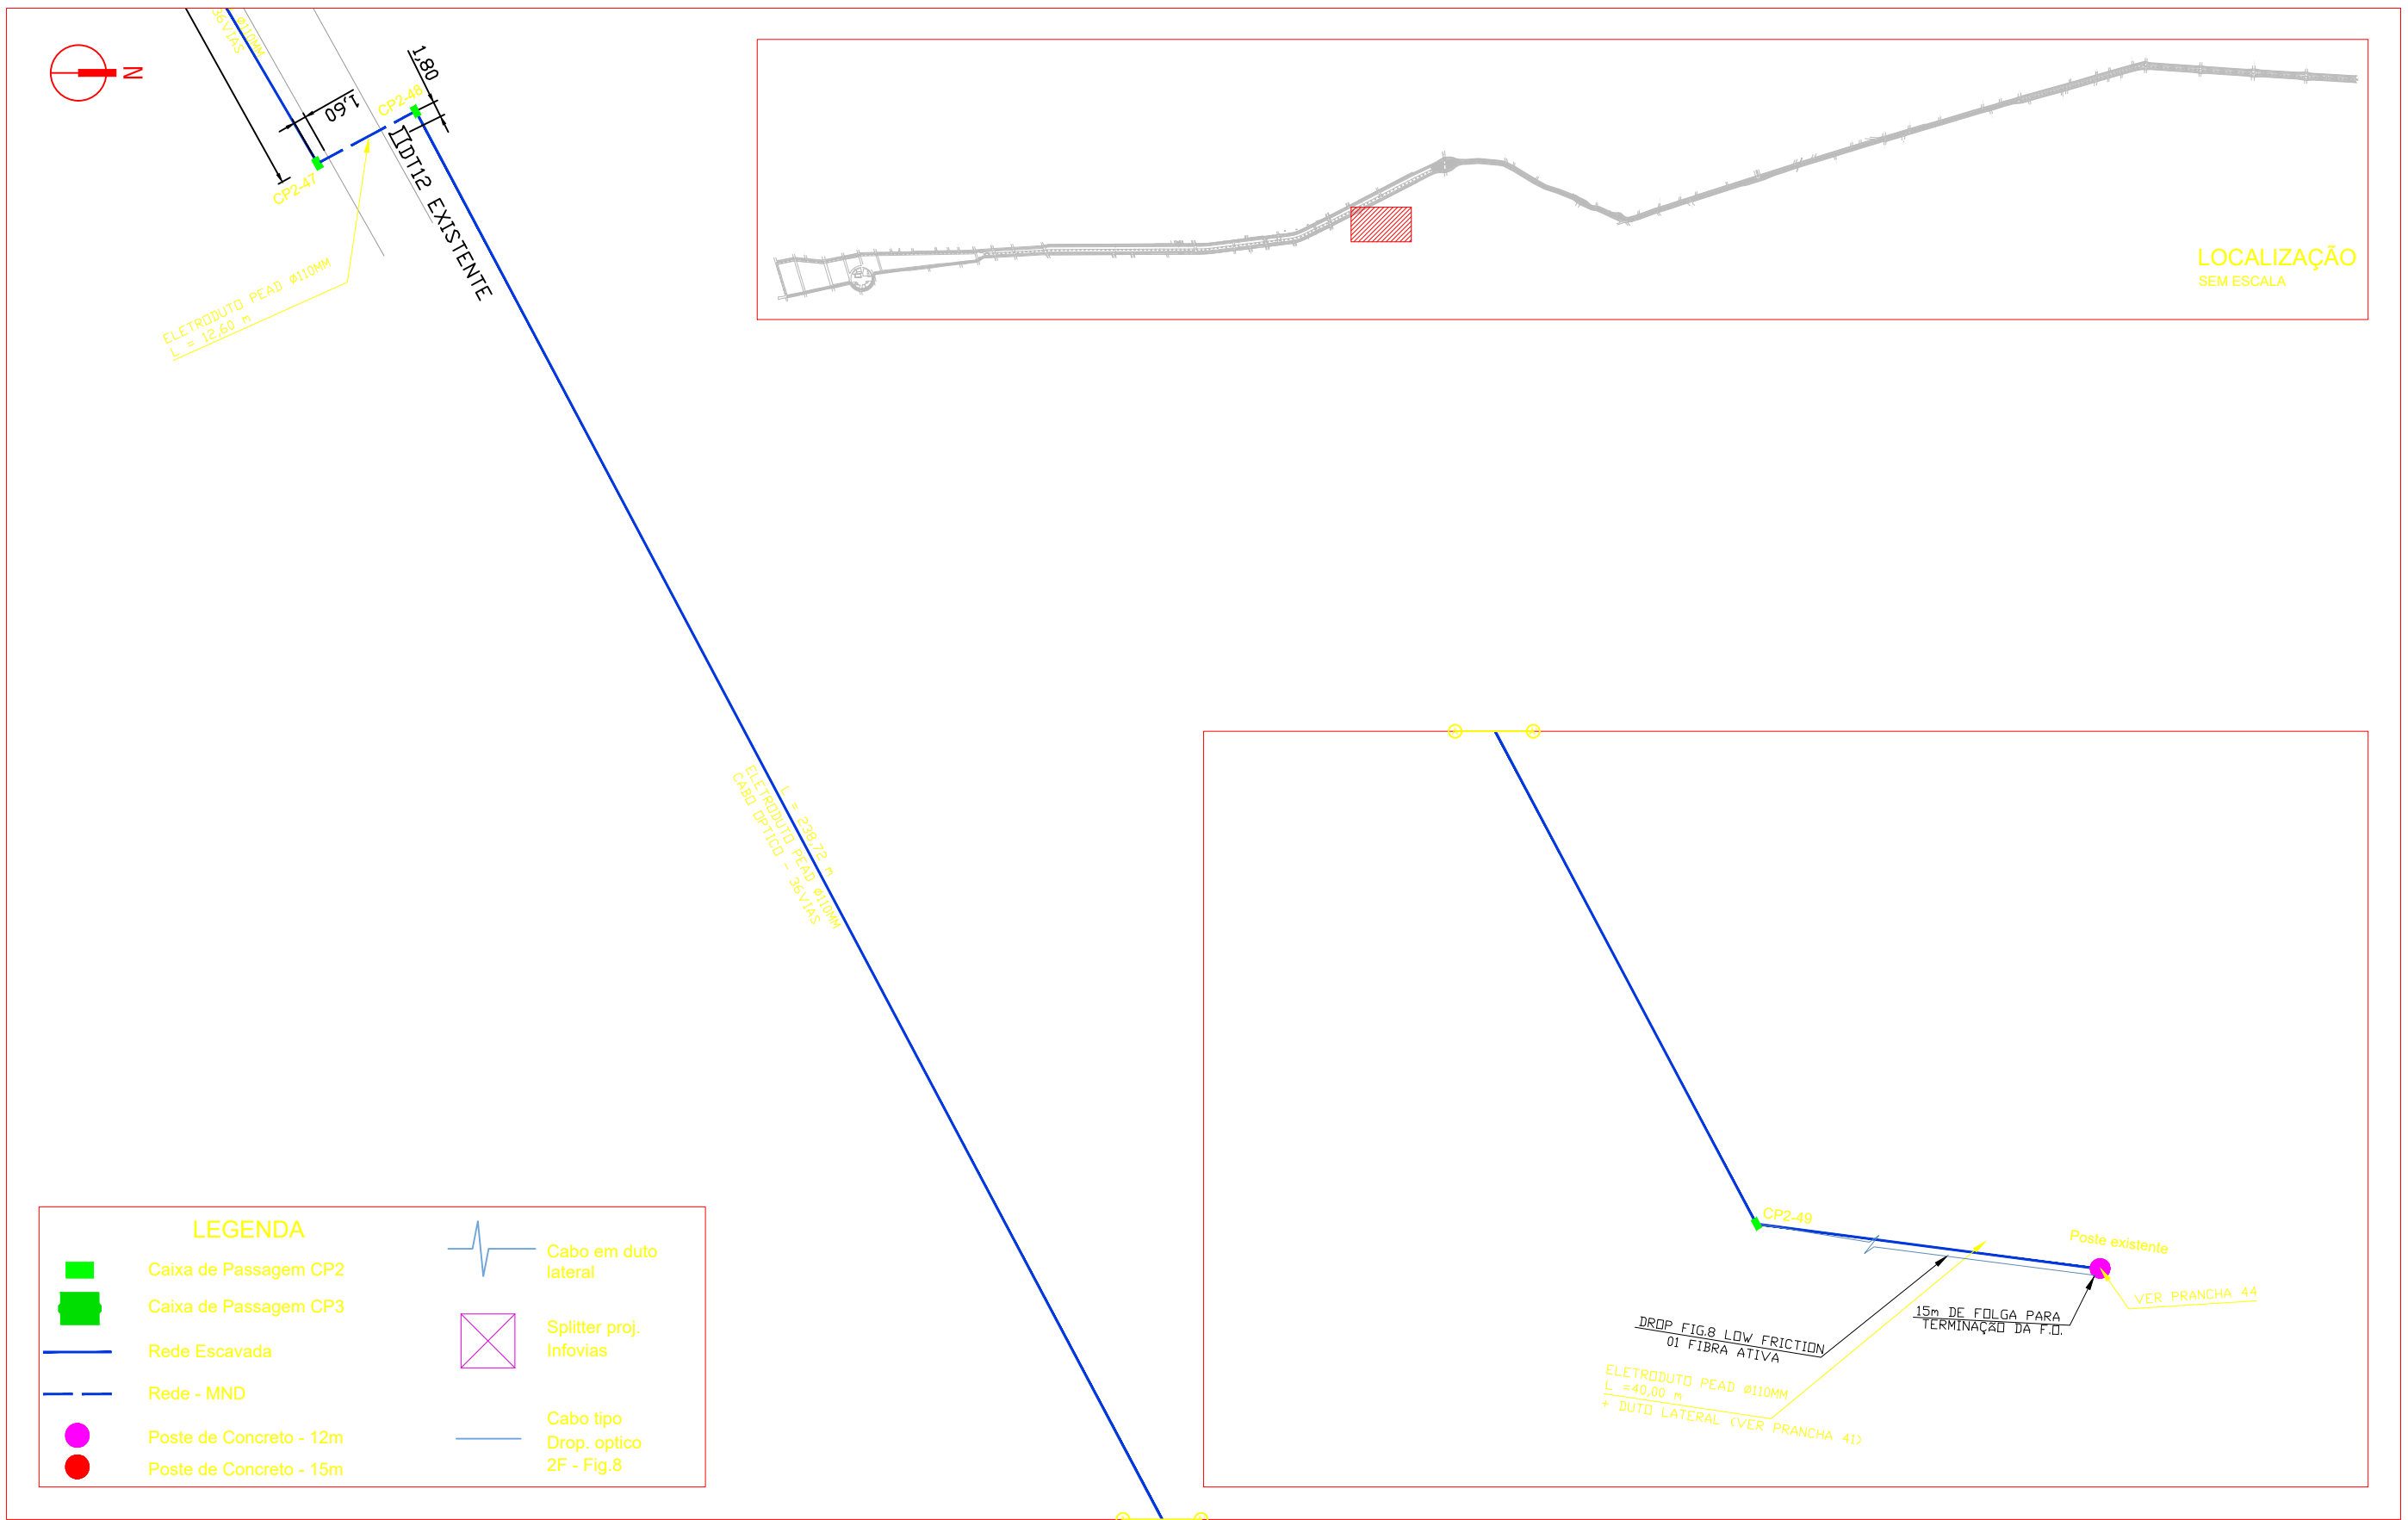 Ø110MM
36VIAS
N
1,80
1,60
CP2-48
CP2-47
IIDT12 EXISTENTE
ELETRODUTO PEAD Ø110MM
L = 12.60 m
LOCALIZAÇÃO
SEM ESCALA
L = 239,72 m
ELETRODUTO PEAD Ø110MM
CABO OPTICO - 36VIAS
CP2-49
Poste existente
VER PRANCHA 44
15m DE FOLGA PARA
TERMINAÇÃO DA F.O.
DROP FIG.8 LOW FRICTION
01 FIBRA ATIVA
ELETRODUTO PEAD Ø110MM
L =40,00 m
+ DUTO LATERAL (VER PRANCHA 41)
LEGENDA
Caixa de Passagem CP2
Caixa de Passagem CP3
Rede Escavada
Rede - MND
Poste de Concreto - 12m
Poste de Concreto - 15m
Cabo em duto
lateral
Splitter proj.
Infovias
Cabo tipo
Drop. optico
2F - Fig.8